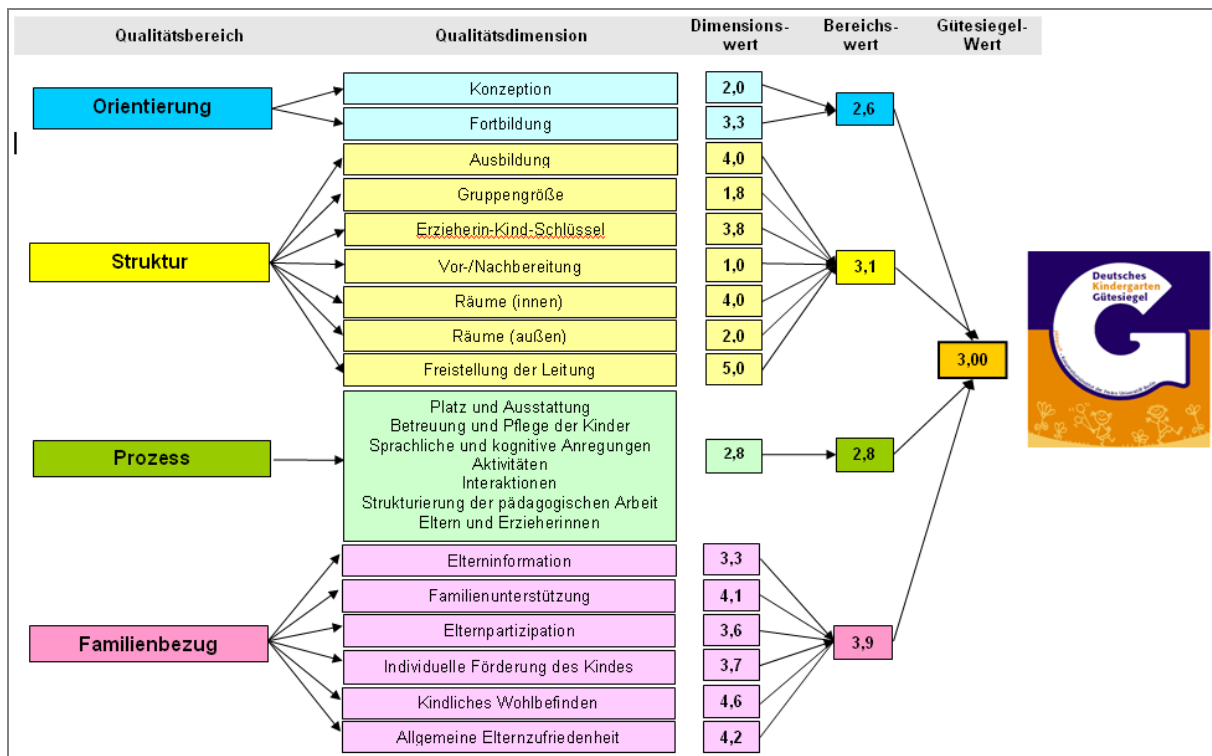 Qualitätsbereich
Qualitätsdimension
Dimensions-
wert
Bereichs-
wert
Gütesiegel-
Wert
Orientierung
Konzeption
2,0
Fortbildung
3,3
2,6
Struktur
Ausbildung
4,0
Gruppengröße
1,8
Erzieherin-Kind-Schlüssel
3,8
Vor-/Nachbereitung
1,0
Räume (innen)
4,0
Räume (außen)
2,0
Freistellung der Leitung
5,0
3,1
Prozess
Platz und Ausstattung
Betreuung und Pflege der Kinder
Sprachliche und kognitive Anregungen
Aktivitäten
Interaktionen
Strukturierung der pädagogischen Arbeit
Eltern und Erzieherinnen
2,8
2,8
Familienbezug
Elterninformation
3,3
Familienunterstützung
4,1
Elternpartizipation
3,6
Individuelle Förderung des Kindes
3,7
Kindliches Wohlbefinden
4,6
Allgemeine Elternzufriedenheit
4,2
3,9
3,00
Deutsches
Kindergarten
Gütesiegel
G